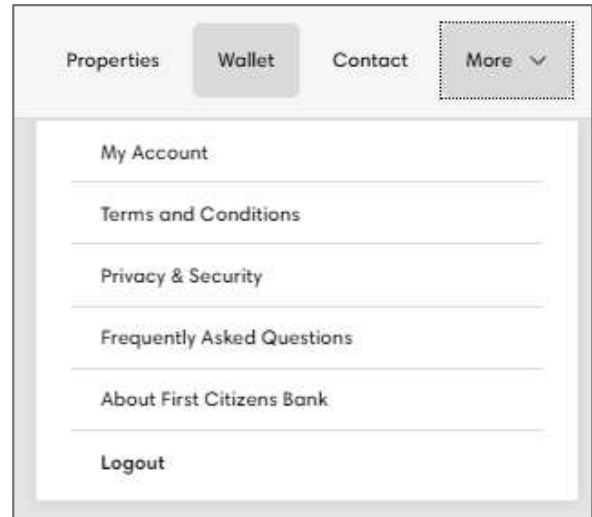 Properties Wallet Contact More
My Account
Terms and Conditions
Privacy & Security
Frequently Asked Questions
About First Citizens Bank
Logout